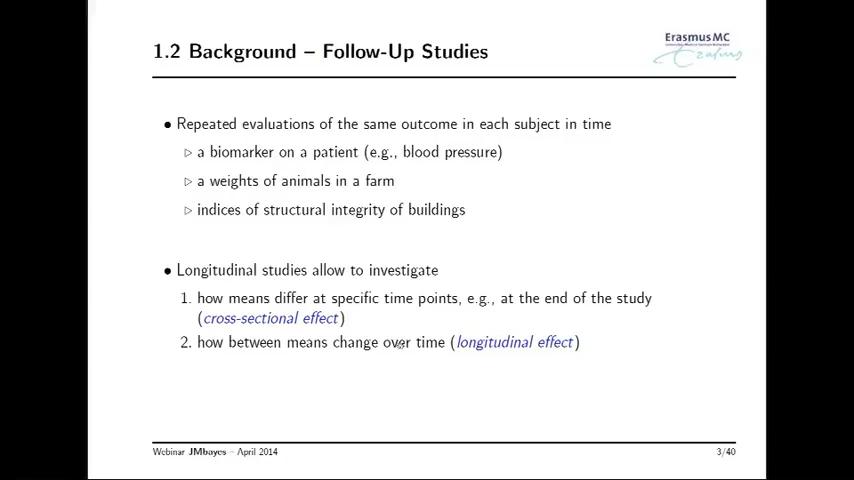 1.2 Background – Follow-Up Studies
Erasmus MC
• Repeated evaluations of the same outcome in each subject in time
▷ a biomarker on a patient (e.g., blood pressure)
▷ a weights of animals in a farm
▷ indices of structural integrity of buildings
• Longitudinal studies allow to investigate
1. how means differ at specific time points, e.g., at the end of the study
(cross-sectional effect)
2. how between means change over time (longitudinal effect)
Webinar JMbayes – April 2014
3/40